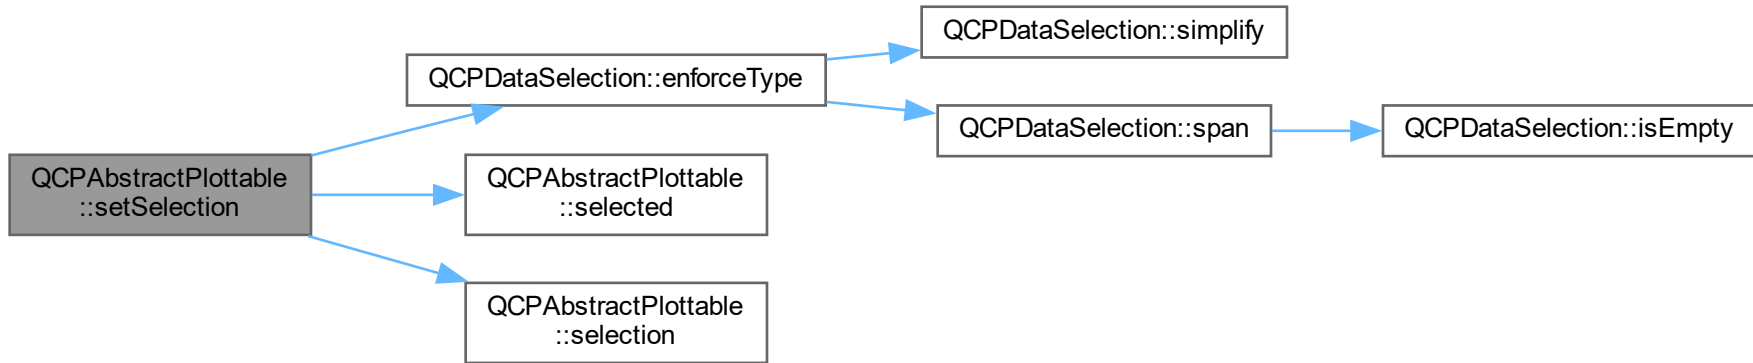 QCPDataSelection::simplify
QCPDataSelection::enforceType
QCPDataSelection::span
QCPDataSelection::isEmpty
QCPAbstractPlottable
::setSelection
QCPAbstractPlottable
::selected
QCPAbstractPlottable
::selection